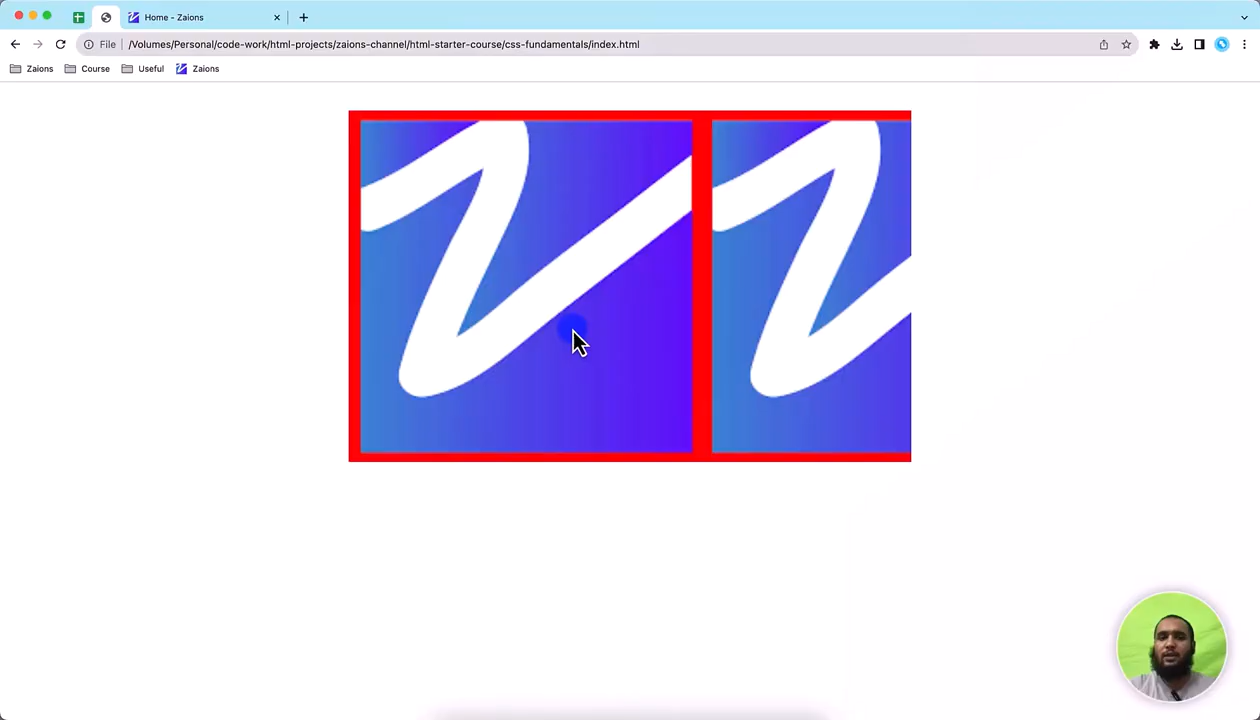 Home - Zaions
File /Volumes/Personal/code-work/html-projects/zaions-channel/html-starter-course/css-fundamentals/index.html
Zaions Course Useful Zaions